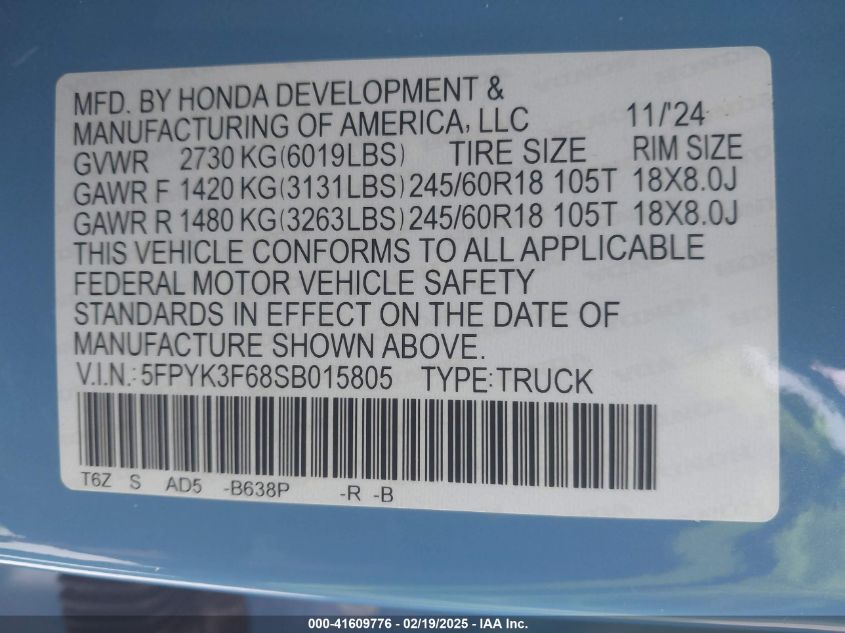 MFD. BY HONDA DEVELOPMENT &
MANUFACTURING OF AMERICA, LLC 11/'24
GVWR 2730 KG(6019LBS) TIRE SIZE RIM SIZE
GAWR F 1420 KG(3131LBS) 245/60R18 105T 18X8.0J
GAWR R 1480 KG(3263LBS) 245/60R18 105T 18X8.0J
THIS VEHICLE CONFORMS TO ALL APPLICABLE
FEDERAL MOTOR VEHICLE SAFETY
STANDARDS IN EFFECT ON THE DATE OF
MANUFACTURE SHOWN ABOVE.
V.I.N.: 5FPYK3F68SB015805 TYPE: TRUCK
T6Z S AD5 -B638P -R -B
000-41609776 - 02/19/2025 - IAA Inc.